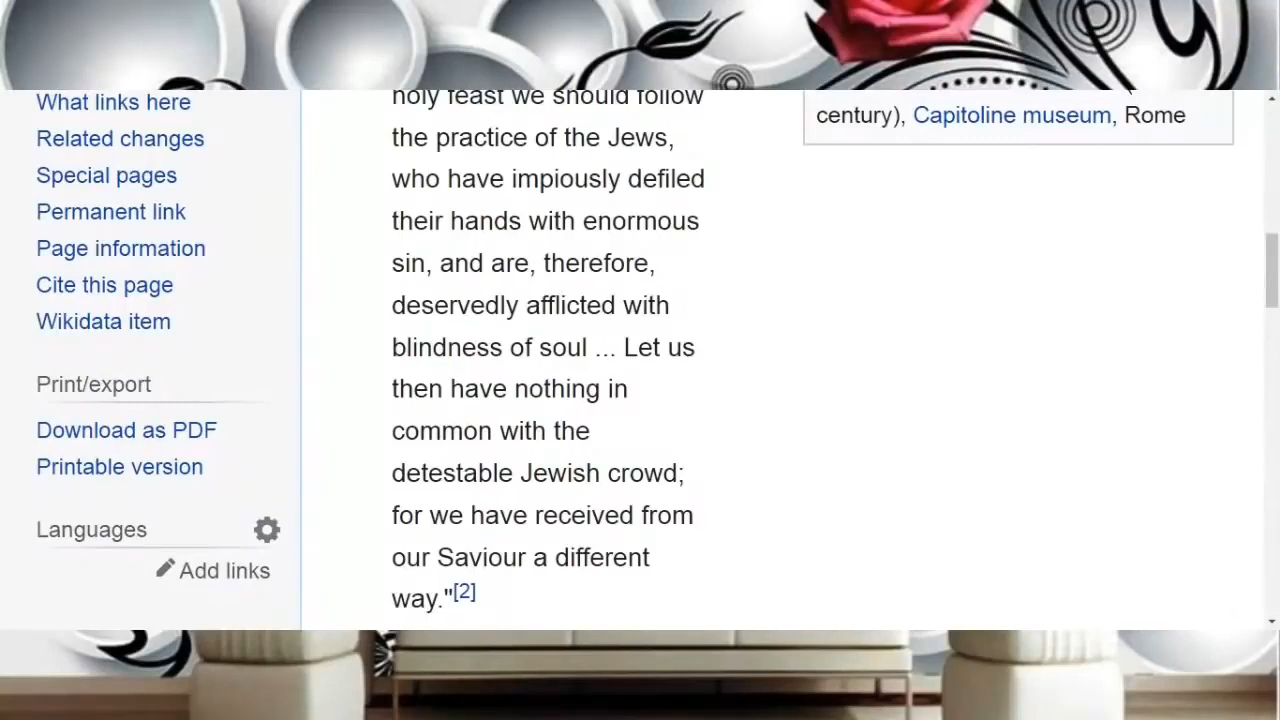 What links here
Related changes
Special pages
Permanent link
Page information
Cite this page
Wikidata item
Print/export
Download as PDF
Printable version
Languages
Add links
holy feast we should follow
the practice of the Jews,
who have impiously defiled
their hands with enormous
sin, and are, therefore,
deservedly afflicted with
blindness of soul ... Let us
then have nothing in
common with the
detestable Jewish crowd;
for we have received from
our Saviour a different
way."[2]
century), Capitoline museum, Rome